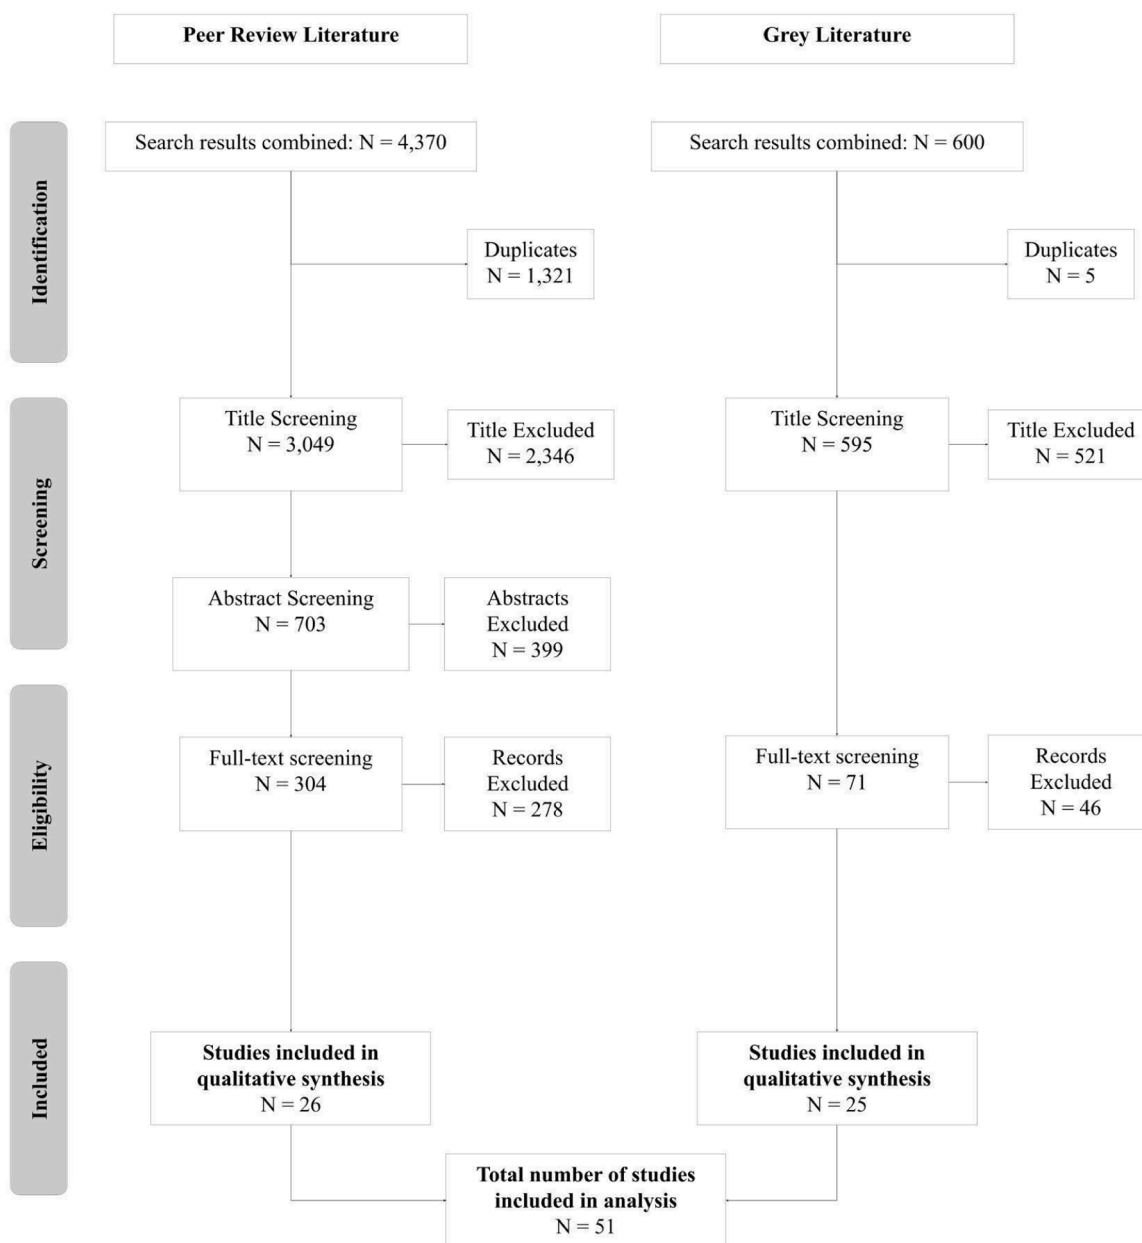 Peer Review Literature
Grey Literature
Identification
Search results combined: N = 4,370
Search results combined: N = 600
Duplicates
N = 1,321
Duplicates
N = 5
Screening
Title Screening
N = 3,049
Title Excluded
N = 2,346
Title Screening
N = 595
Title Excluded
N = 521
Abstract Screening
N = 703
Abstracts
Excluded
N = 399
Eligibility
Full-text screening
N = 304
Records
Excluded
N = 278
Full-text screening
N = 71
Records
Excluded
N = 46
Included
Studies included in
qualitative synthesis
N = 26
Studies included in
qualitative synthesis
N = 25
Total number of studies
included in analysis
N = 51